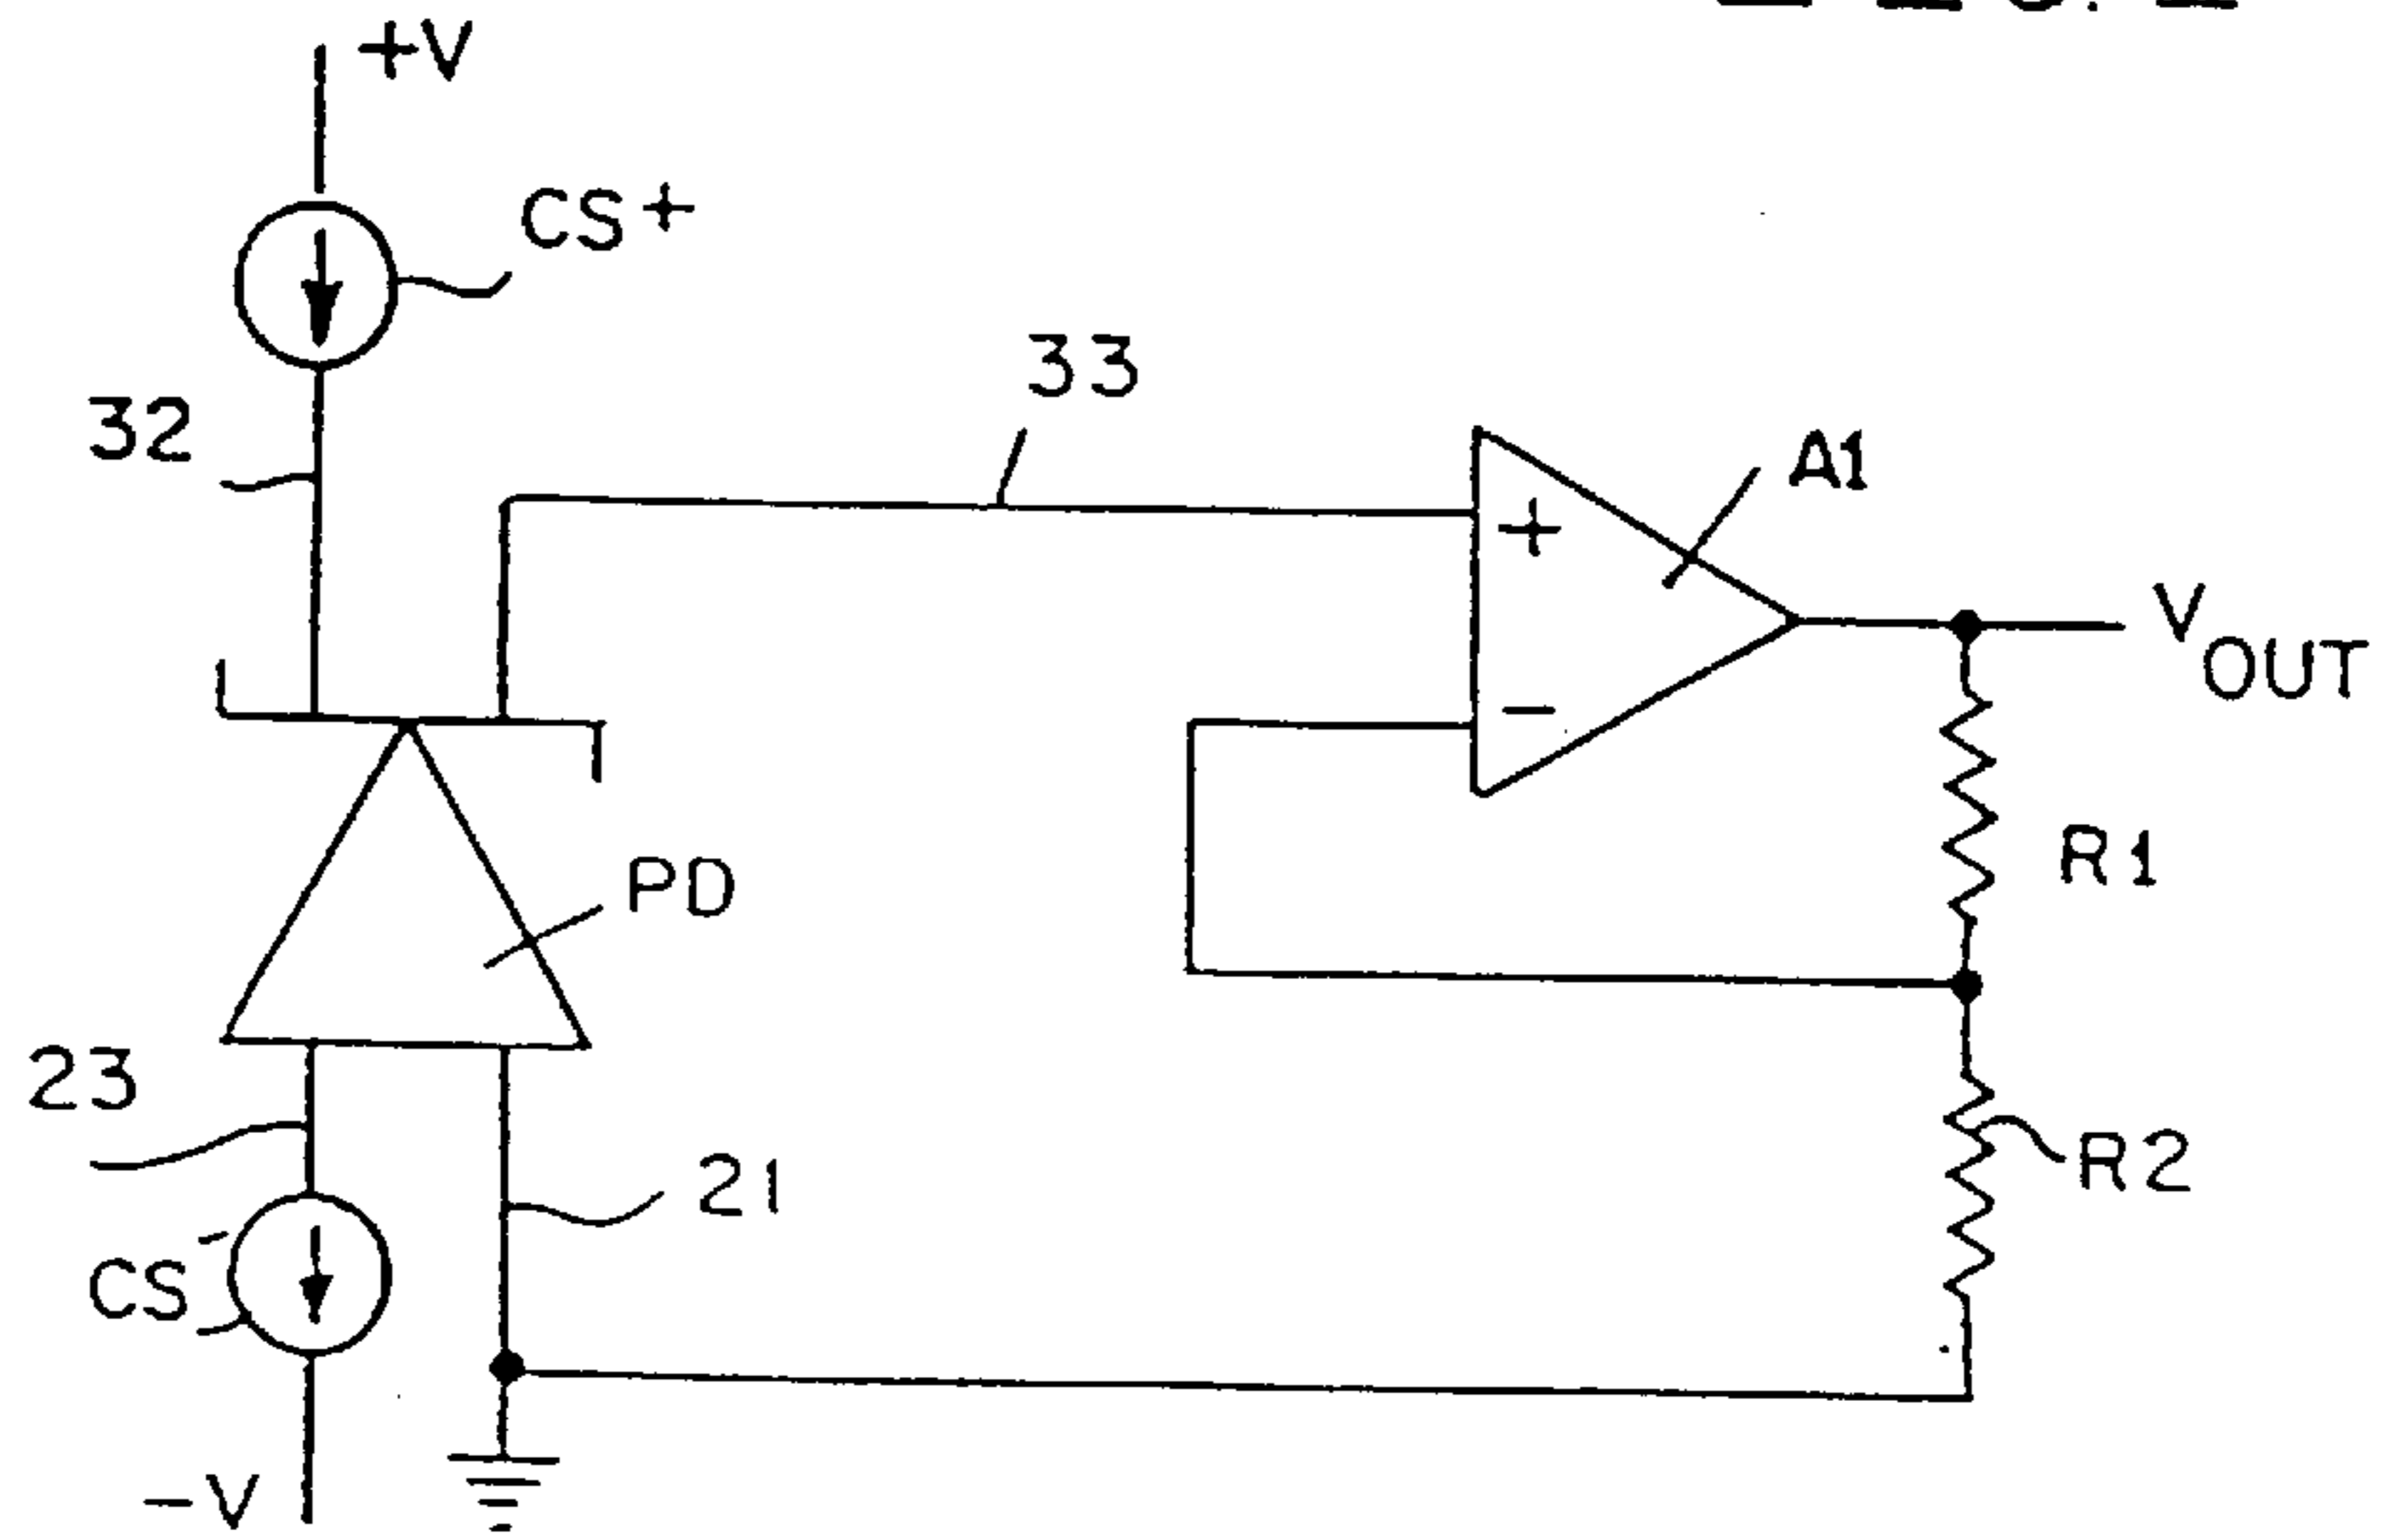 +V
CS+
33
32
A1
+
VOUT
-
R1
PD
23
21
R2
CS-
-V